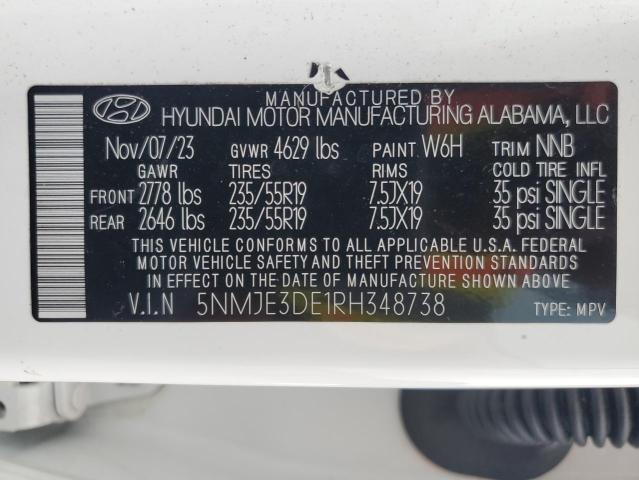 MANUFACTURED BY
HYUNDAI MOTOR MANUFACTURING ALABAMA, LLC
Nov/07/23 GVWR 4629 lbs PAINT W6H TRIM NNB
GAWR TIRES RIMS COLD TIRE INFL
FRONT 2778 lbs 235/55R19 7.5JX19 35 psi SINGLE
REAR 2646 lbs 235/55R19 7.5JX19 35 psi SINGLE
THIS VEHICLE CONFORMS TO ALL APPLICABLE U.S.A. FEDERAL
MOTOR VEHICLE SAFETY AND THEFT PREVENTION STANDARDS
IN EFFECT ON THE DATE OF MANUFACTURE SHOWN ABOVE.
V.I.N 5NMJE3DE1RH348738 TYPE: MPV